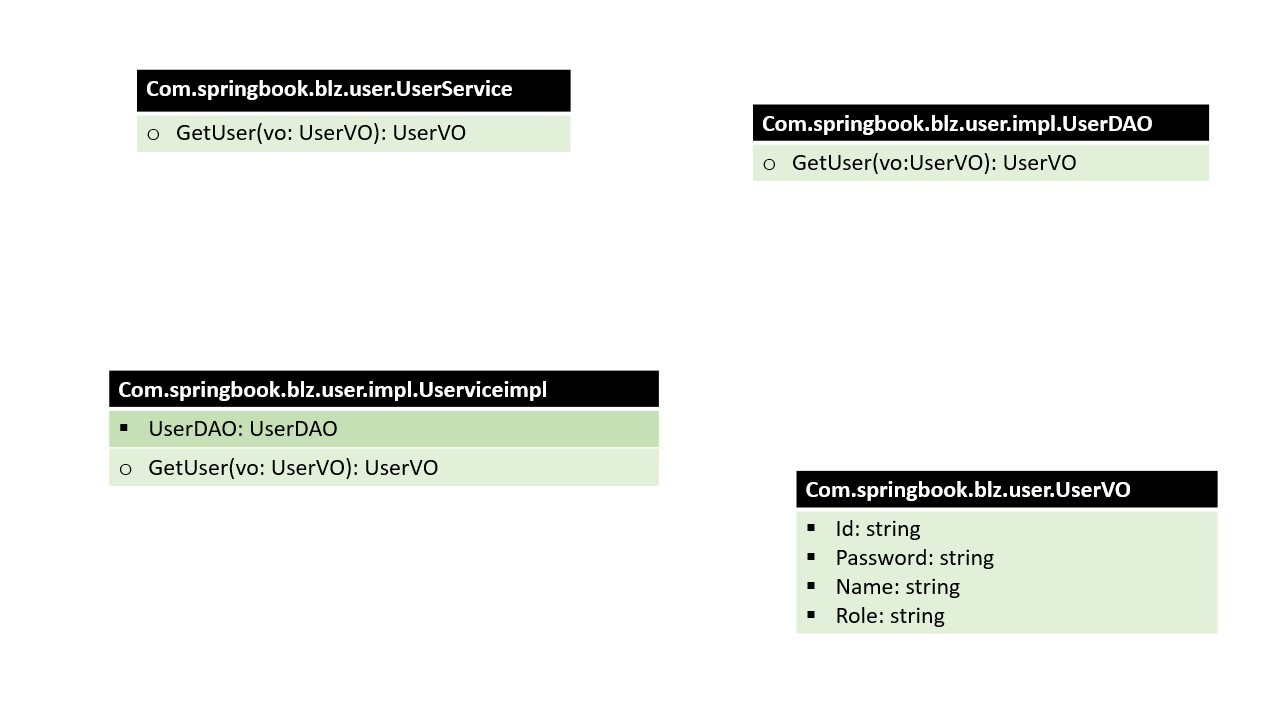 Com.springbook.blz.user.UserService
GetUser(vo: UserVO): UserVO
Com.springbook.blz.user.impl.UserDAO
GetUser(vo:UserVO): UserVO
Com.springbook.blz.user.impl.Userviceimpl
UserDAO: UserDAO
GetUser(vo: UserVO): UserVO
Com.springbook.blz.user.UserVO
Id: string
Password: string
Name: string
Role: string